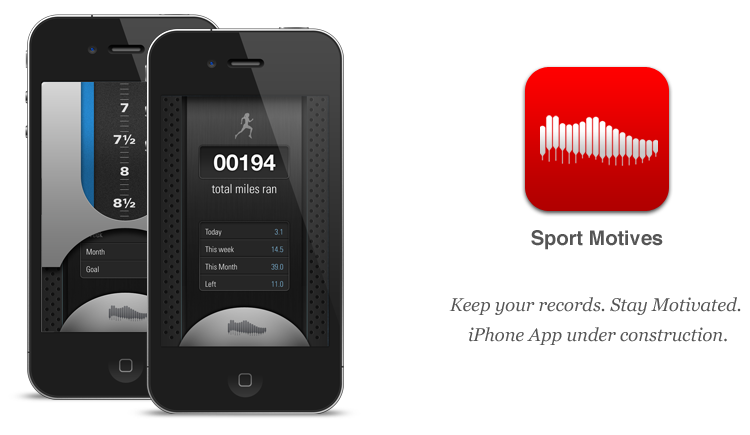 7
7½
8
8½
Month
Goal
00194
total miles ran
Today 3.1
This week 14.5
This Month 39.0
Left 11.0
Sport Motives
Keep your records. Stay Motivated.
iPhone App under construction.